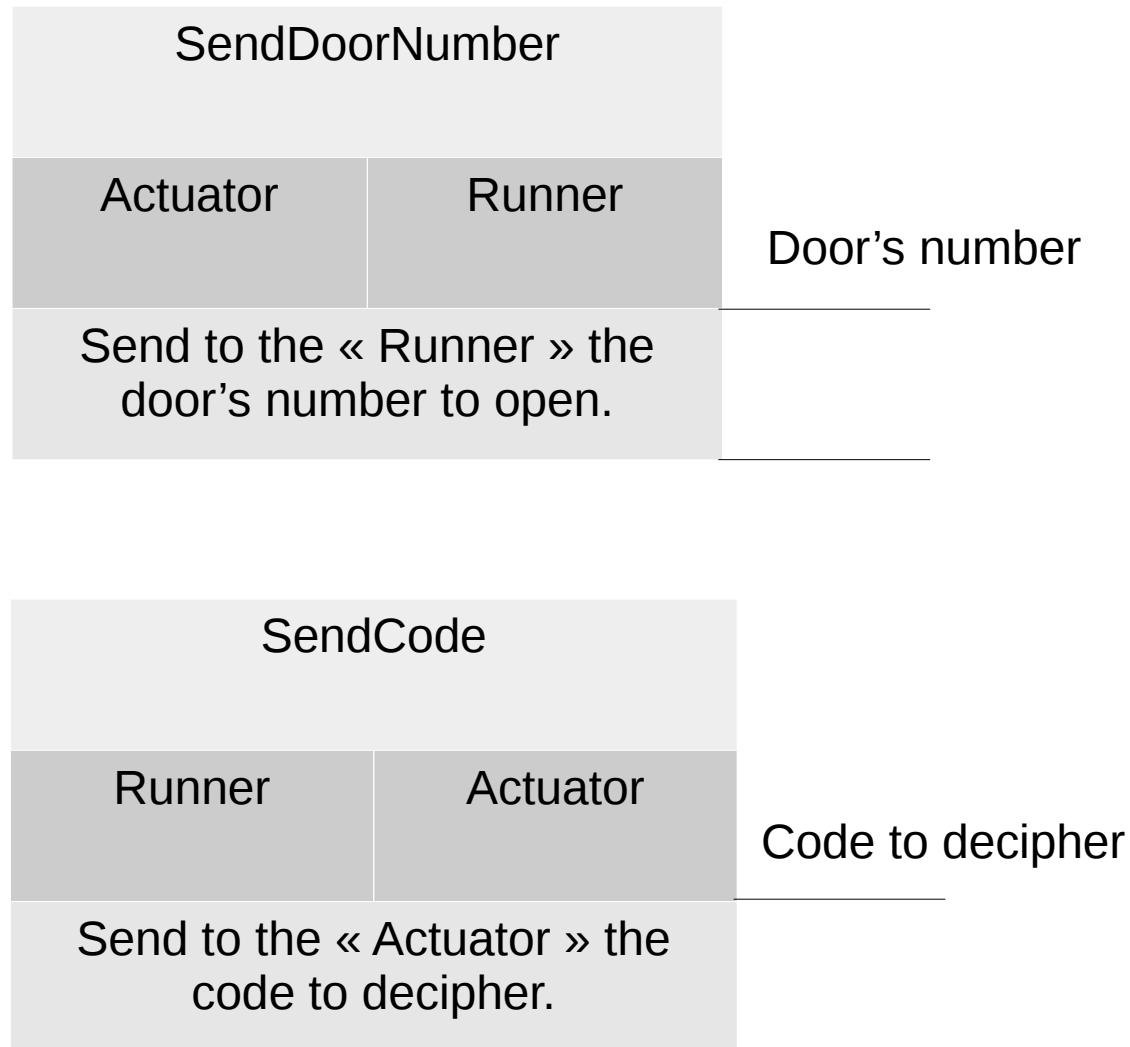 SendDoorNumber
Actuator
Runner
Door’s number
Send to the « Runner » the
door’s number to open.
SendCode
Runner
Actuator
Code to decipher
Send to the « Actuator » the
code to decipher.